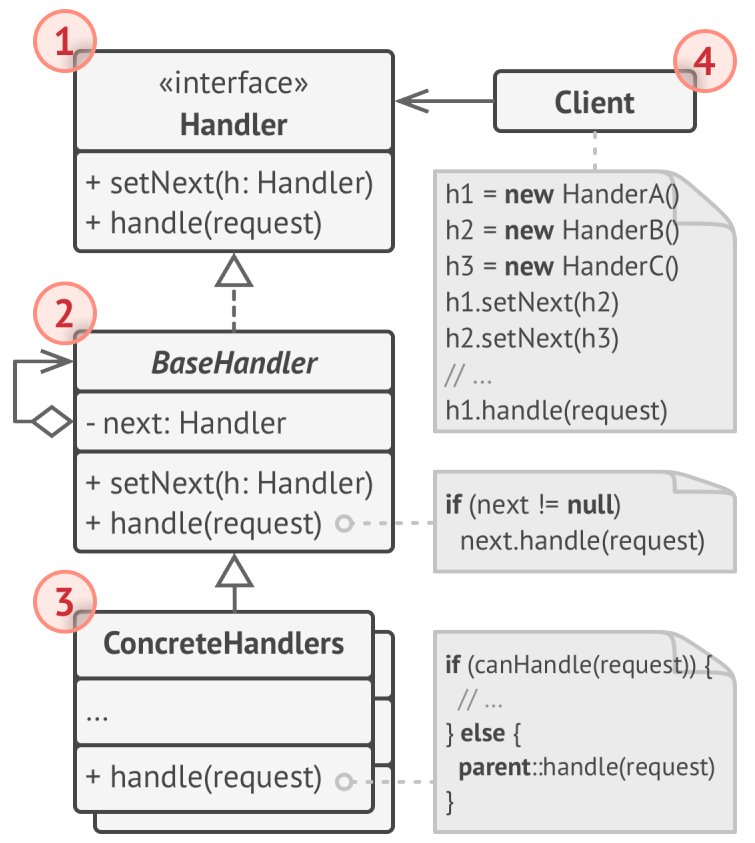 1
«interface»
Handler
+ setNext(h: Handler)
+ handle(request)
4
Client
h1 = new HanderA()
h2 = new HanderB()
h3 = new HanderC()
h1.setNext(h2)
h2.setNext(h3)
// ...
h1.handle(request)
2
BaseHandler
- next: Handler
+ setNext(h: Handler)
+ handle(request)
if (next != null)
next.handle(request)
3
ConcreteHandlers
...
+ handle(request)
if (canHandle(request)) {
// ...
} else {
parent::handle(request)
}